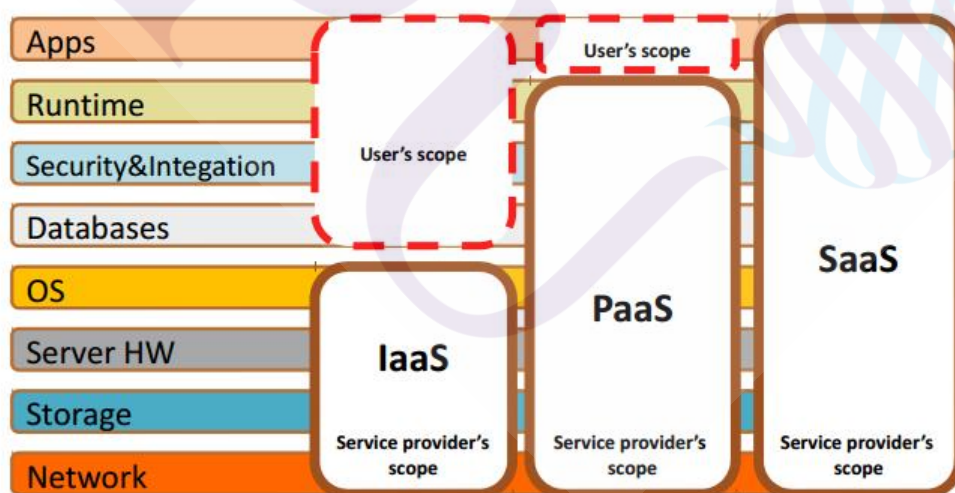 Apps
Runtime
Security&Integation
Databases
OS
Server HW
Storage
Network
User's scope
IaaS
Service provider's
scope
User's scope
PaaS
Service provider's
scope
SaaS
Service provider's
scope